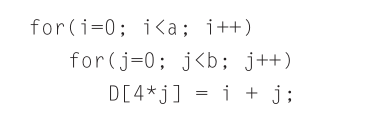 for(i=0; i<a; i++)
for(j=0; j<b; j++)
D[4*j] = i + j;